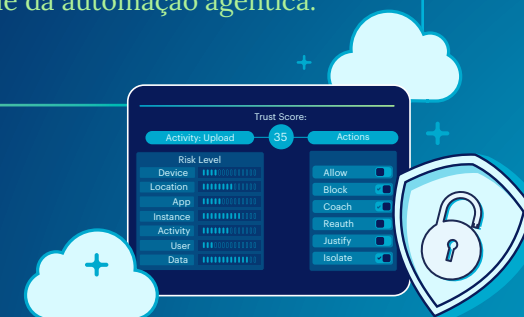 e da automação agêntica.
Trust Score:
Activity: Upload 35 Actions
Risk Level
Device
Location
App
Instance
Activity
User
Data
Allow
Block
Coach
Reauth
Justify
Isolate